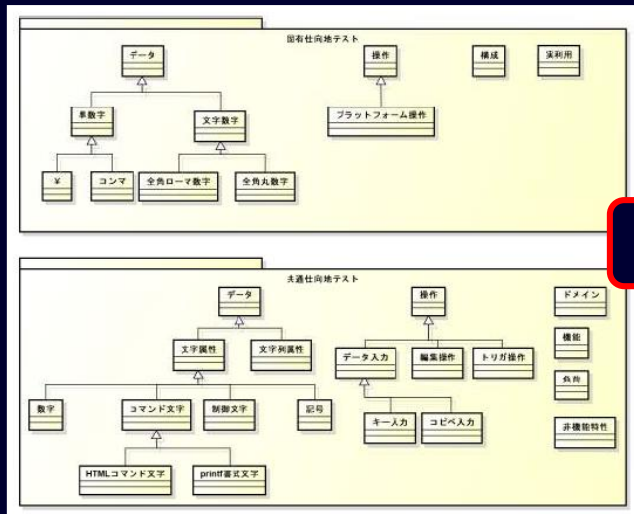 固有仕向地テスト
データ
操作
構成
実利用
単数字
文字数字
プラットフォーム操作
¥
コンマ
全角ローマ数字
全角丸数字
共通仕向地テスト
データ
操作
ドメイン
文字属性
文字列属性
データ入力
編集操作
トリガ操作
機能
負荷
数字
コマンド文字
制御文字
記号
キー入力
コピペ入力
非機能特性
HTMLコマンド文字
printf書式文字